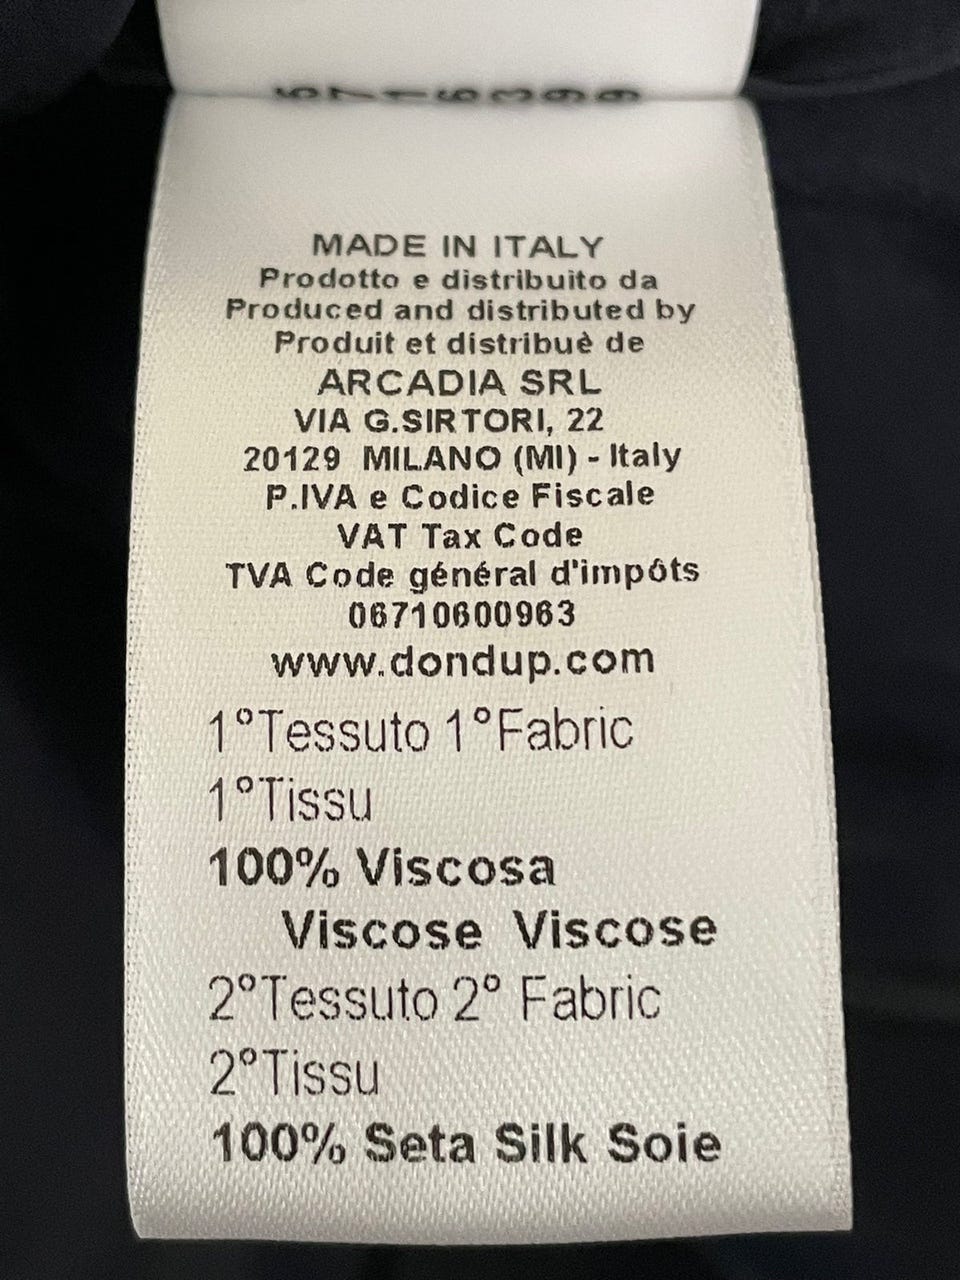 MADE IN ITALY
Prodotto e distribuito da
Produced and distributed by
Produit et distribuè de
ARCADIA SRL
VIA G.SIRTORI, 22
20129 MILANO (MI) - Italy
P.IVA e Codice Fiscale
VAT Tax Code
TVA Code général d'impôts
06710600963
www.dondup.com
1°Tessuto 1°Fabric
1°Tissu
100% Viscosa
Viscose Viscose
2°Tessuto 2° Fabric
2°Tissu
100% Seta Silk Soie